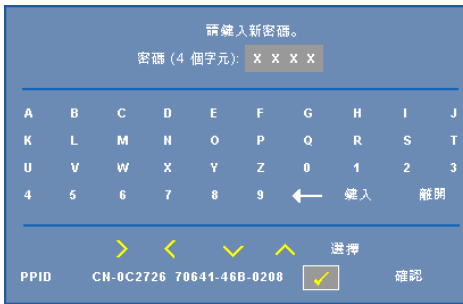 請鍵入新密碼。
密碼 (4 個字元): X X X X
A B C D E F G H I J
K L M N O P Q R S T
U V W X Y Z 0 1 2 3
4 5 6 7 8 9 ← 鍵入 離開
> < ∨ ∧ 選擇
PPID CN-0C2726 70641-46B-0208 ✓ 確認